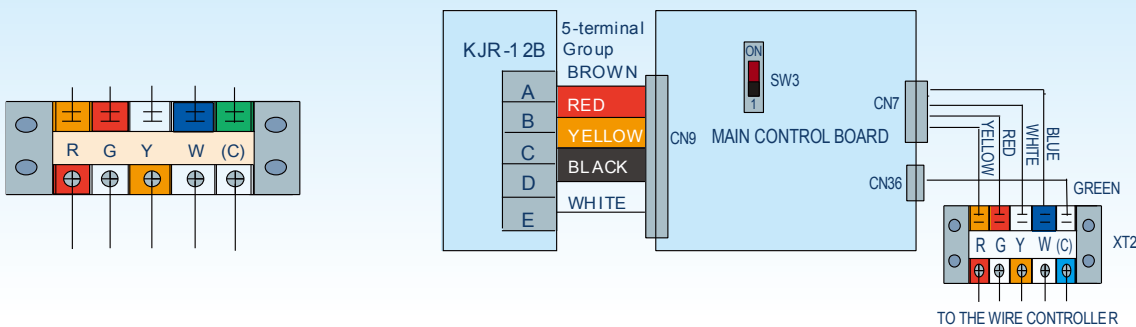 R G Y W (C)
KJR-12B
5-terminal
Group
BROWN
A
RED
B
YELLOW
C
BLACK
D
WHITE
E
CN9
ON
SW3
1
MAIN CONTROL BOARD
CN7
CN36
YELLOW
RED
WHITE
BLUE
GREEN
R G Y W (C)
XT2
TO THE WIRE CONTROLLER